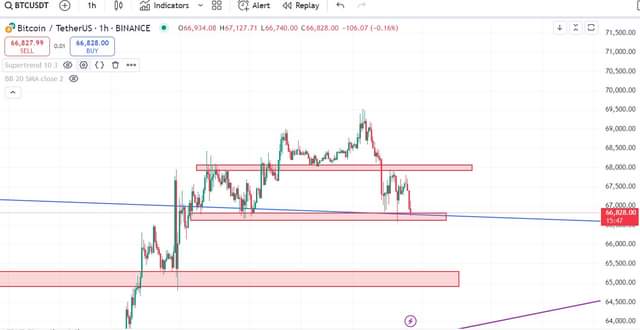 BTCUSDT 1h Indicators Alert Replay
Bitcoin / TetherUS · 1h · BINANCE O66,934.08 H67,127.71 L66,740.00 C66,828.00 -106.07 (-0.16%)
66,827.99 0.01 66,828.00
SELL BUY
Supertrend 10 3
BB 20 SMA close 2
71,500.00
71,000.00
70,500.00
70,000.00
69,500.00
69,000.00
68,500.00
68,000.00
67,500.00
67,000.00
66,828.00
15:47
66,000.00
65,500.00
65,000.00
64,500.00
64,000.00